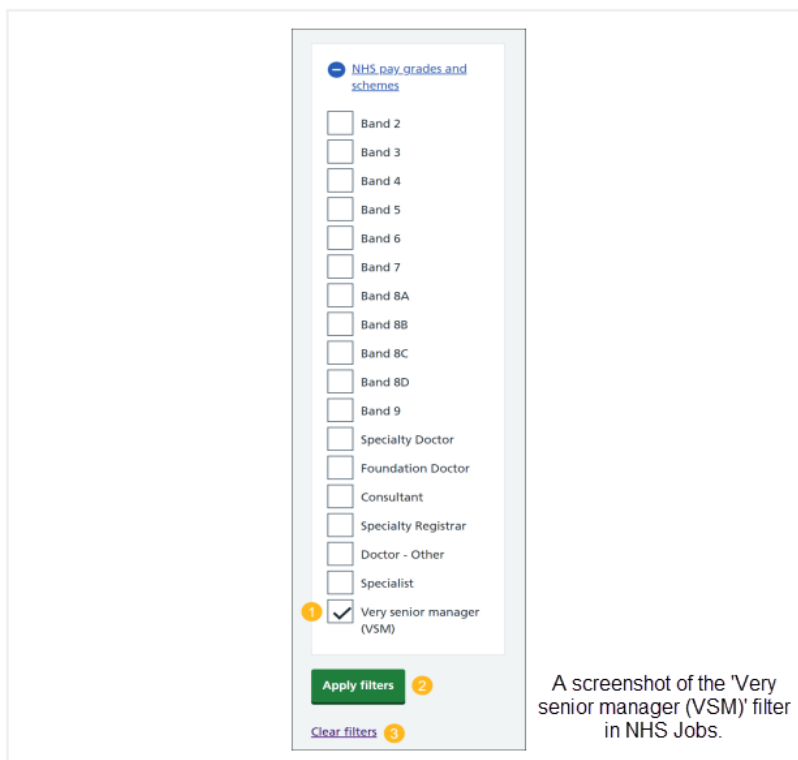 NHS pay grades and
schemes
Band 2
Band 3
Band 4
Band 5
Band 6
Band 7
Band 8A
Band 8B
Band 8C
Band 8D
Band 9
Specialty Doctor
Foundation Doctor
Consultant
Specialty Registrar
Doctor - Other
Specialist
1 Very senior manager
(VSM)
Apply filters 2
Clear filters 3
A screenshot of the 'Very
senior manager (VSM)' filter
in NHS Jobs.